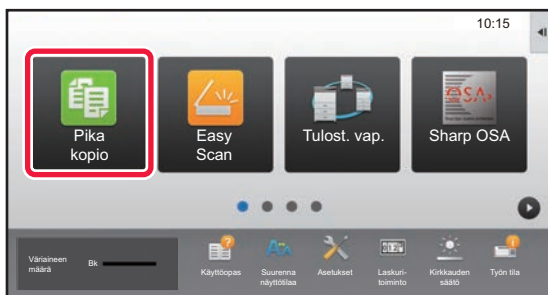 10:15
Pika
kopio
Easy
Scan
Tulost. vap.
Sharp OSA
Väriaineen
määrä
Bk
Käyttöopas
Suurenna
näyttötilaa
Asetukset
Laskuri-
toiminto
Kirkkauden
säätö
Työn tila